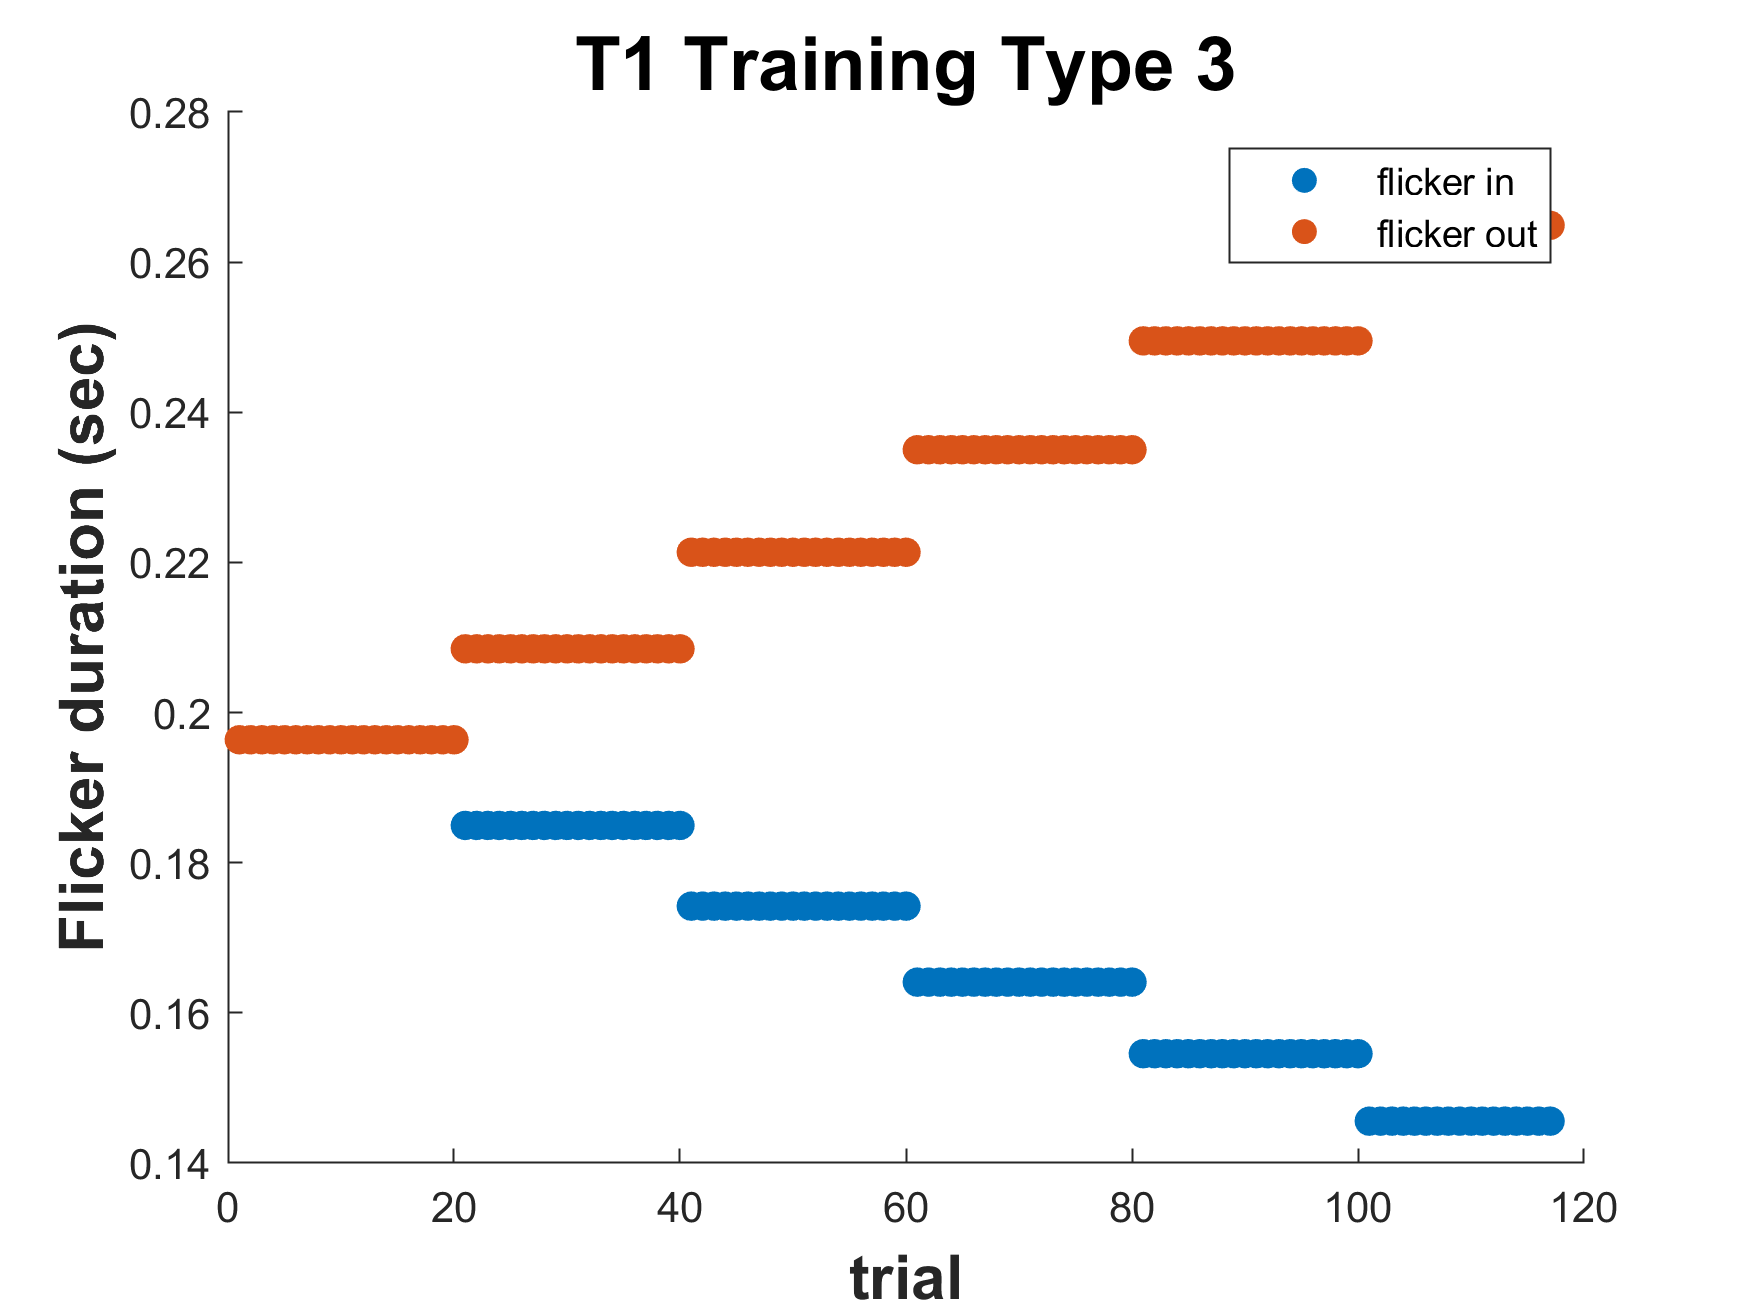 T1 Training Type 3
0.28
0.26
0.24
0.22
0.2
0.18
0.16
0.14
Flicker duration (sec)
flicker in
flicker out
0 20 40 60 80 100 120
trial